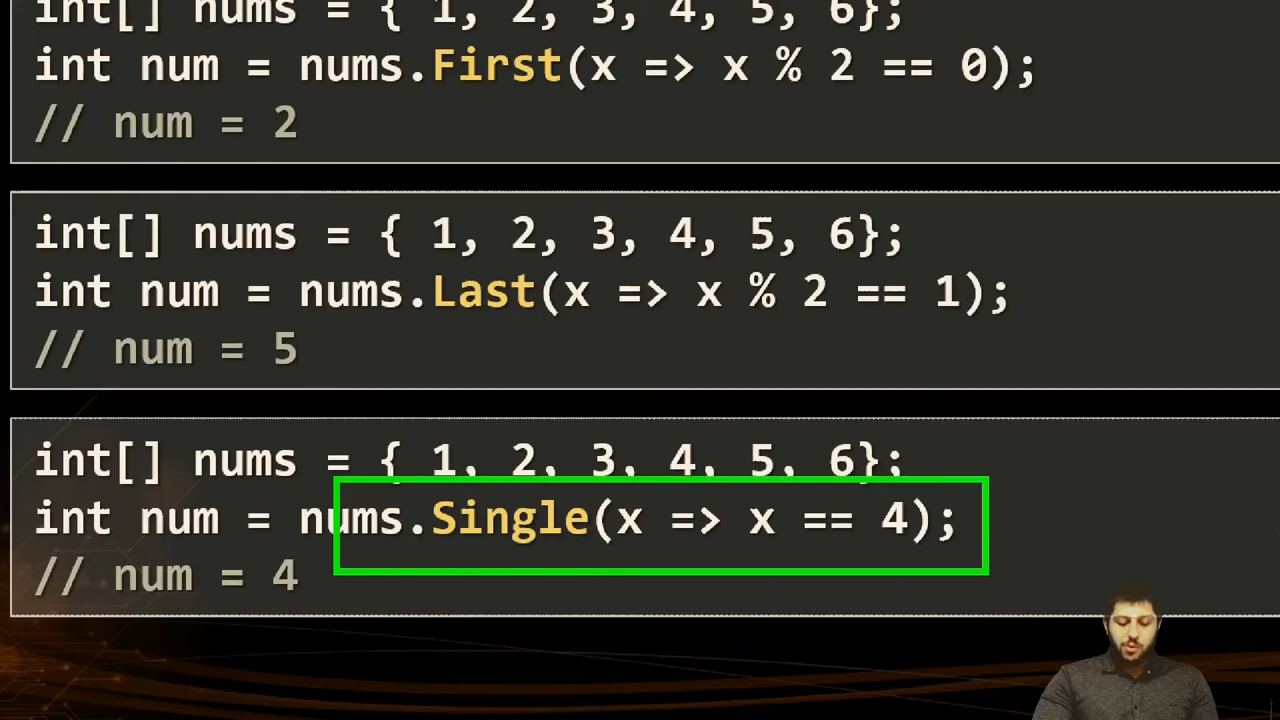 int[] nums = { 1, 2, 3, 4, 5, 6};
int num = nums.First(x => x % 2 == 0);
// num = 2
int[] nums = { 1, 2, 3, 4, 5, 6};
int num = nums.Last(x => x % 2 == 1);
// num = 5
int[] nums = { 1, 2, 3, 4, 5, 6};
int num = nums.Single(x => x == 4);
// num = 4